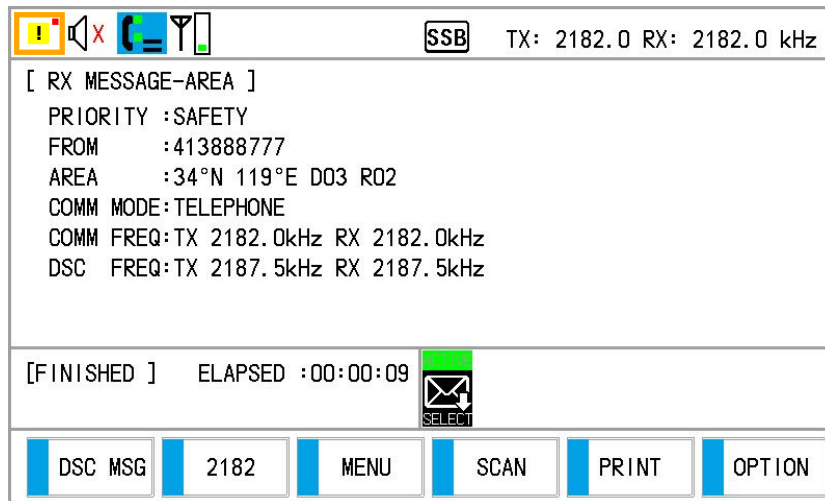 ! X SSB TX: 2182.0 RX: 2182.0 kHz
[ RX MESSAGE-AREA ]
PRIORITY :SAFETY
FROM :413888777
AREA :34°N 119°E D03 R02
COMM MODE:TELEPHONE
COMM FREQ:TX 2182.0kHz RX 2182.0kHz
DSC FREQ:TX 2187.5kHz RX 2187.5kHz
[FINISHED ] ELAPSED :00:00:09
SELECT
DSC MSG 2182 MENU SCAN PRINT OPTION